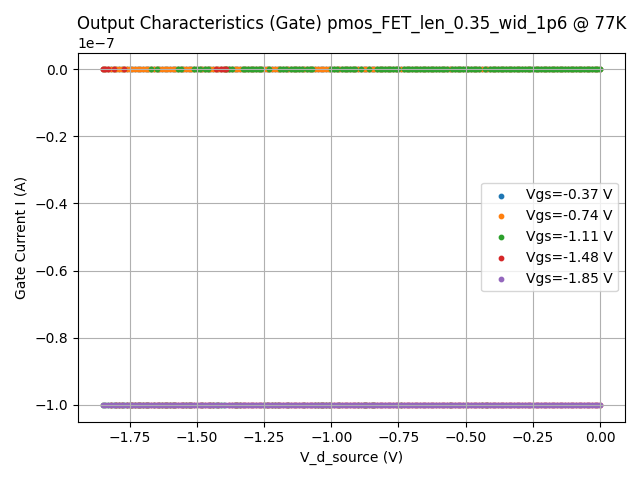 Output Characteristics (Gate) pmos_FET_len_0.35_wid_1p6 @ 77K
1e−7
0.0
−0.2
−0.4
−0.6
−0.8
−1.0
Gate Current I (A)
Vgs=-0.37 V
Vgs=-0.74 V
Vgs=-1.11 V
Vgs=-1.48 V
Vgs=-1.85 V
−1.75 −1.50 −1.25 −1.00 −0.75 −0.50 −0.25 0.00
V_d_source (V)